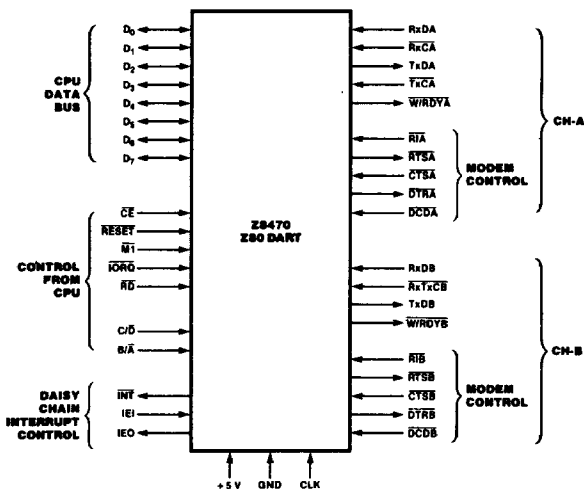 CPU
DATA
BUS
D0
D1
D2
D3
D4
D5
D6
D7
CONTROL
FROM
CPU
CE
RESET
M1
IORQ
RD
C/D
B/A
DAISY
CHAIN
INTERRUPT
CONTROL
INT
IEI
IEO
Z8470
Z80 DART
+5 V
GND
CLK
RxDA
RxCA
TxDA
TxCA
W/RDYA
RIA
RTSA
CTSA
DTRA
DCDA
MODEM
CONTROL
CH-A
RxDB
RxTxCB
TxDB
W/RDYB
RIB
RTSB
CTSB
DTRB
DCDB
MODEM
CONTROL
CH-B